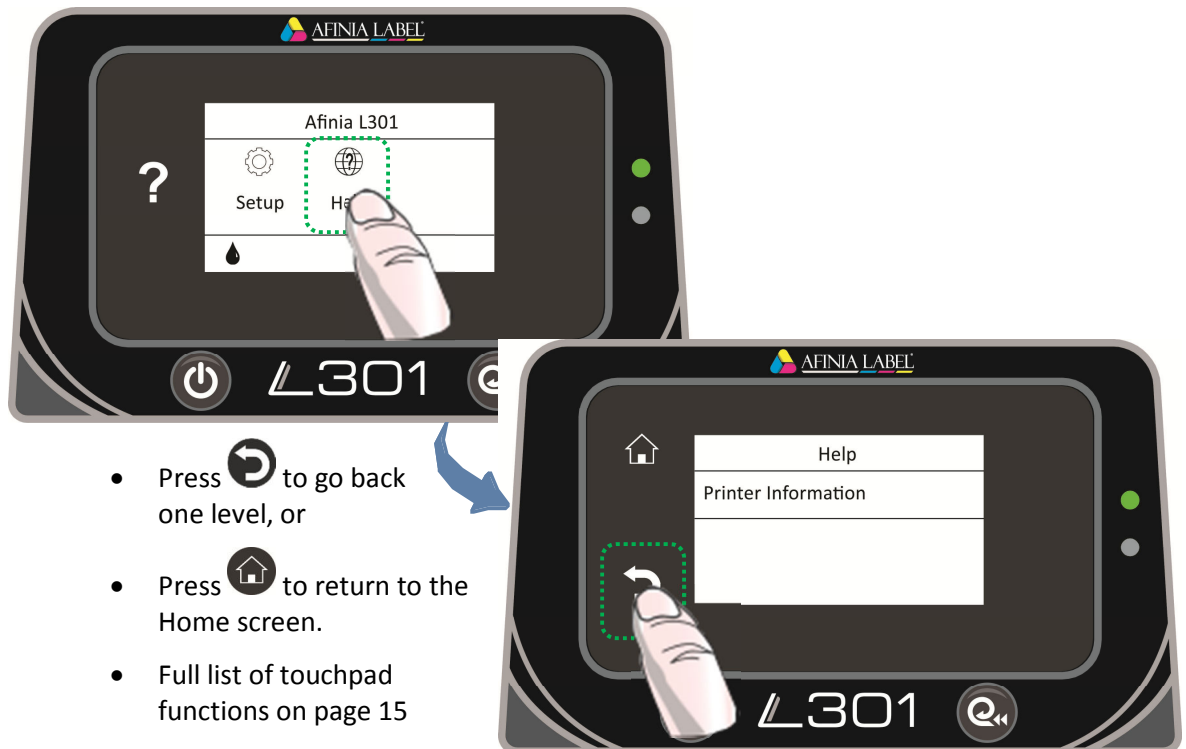 AFINIA LABEL
Afinia L301
?
Setup
L301
AFINIA LABEL
Help
Printer Information
L301
• Press to go back
one level, or
• Press to return to the
Home screen.
• Full list of touchpad
functions on page 15